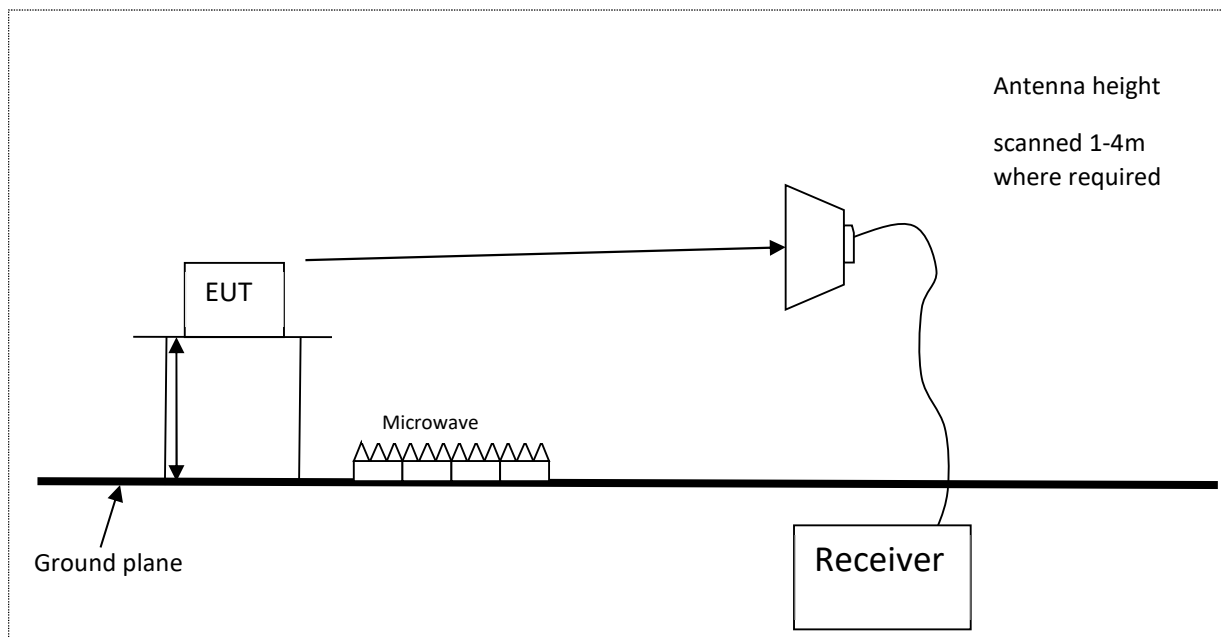 Antenna height
scanned 1-4m
where required
EUT
Microwave
Ground plane
Receiver